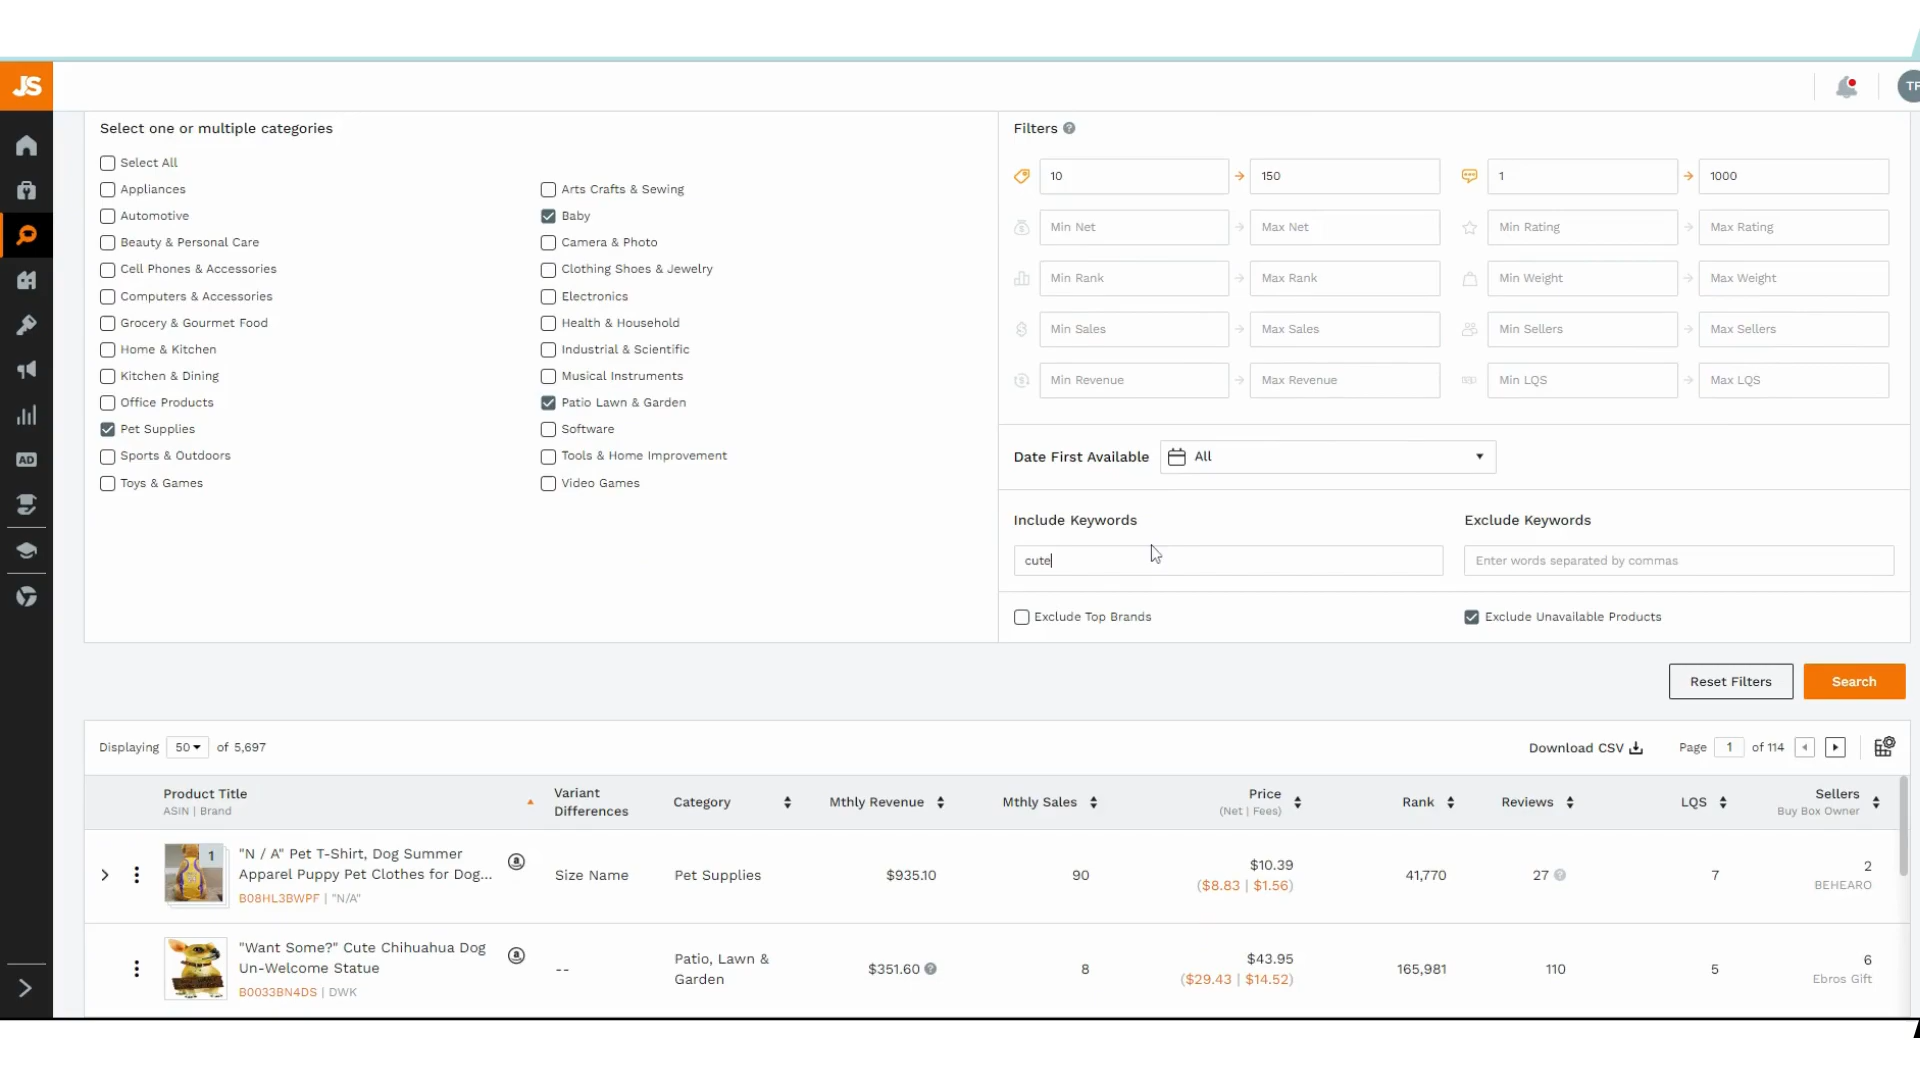 JS
TP
Select one or multiple categories
Filters
Select All
Appliances
Arts Crafts & Sewing
10
150
1
1000
Automotive
Baby
Min Net
Max Net
Min Rating
Max Rating
Beauty & Personal Care
Camera & Photo
Cell Phones & Accessories
Clothing Shoes & Jewelry
Min Rank
Max Rank
Min Weight
Max Weight
Computers & Accessories
Electronics
Grocery & Gourmet Food
Health & Household
Min Sales
Max Sales
Min Sellers
Max Sellers
Home & Kitchen
Industrial & Scientific
Kitchen & Dining
Musical Instruments
Min Revenue
Max Revenue
Min LQS
Max LQS
Office Products
Patio Lawn & Garden
Pet Supplies
Software
Sports & Outdoors
Tools & Home Improvement
Date First Available
All
AD
Toys & Games
Video Games
Include Keywords
Exclude Keywords
cute
Enter words separated by commas
Exclude Top Brands
Exclude Unavailable Products
Reset Filters
Search
Displaying 50 of 5,697
Download CSV
Page 1 of 114
Product Title
ASIN | Brand
Variant
Differences
Category
Mthly Revenue
Mthly Sales
Price
(Net | Fees)
Rank
Reviews
LQS
Sellers
Buy Box Owner
1
"N / A" Pet T-Shirt, Dog Summer
Apparel Puppy Pet Clothes for Dog...
B08HL3BWPF | "N/A"
Size Name
Pet Supplies
$935.10
90
$10.39
($8.83 | $1.56)
41,770
27
7
2
BEHEARO
"Want Some?" Cute Chihuahua Dog
Un-Welcome Statue
B0033BN4DS | DWK
--
Patio, Lawn &
Garden
$351.60
8
$43.95
($29.43 | $14.52)
165,981
110
5
6
Ebros Gift